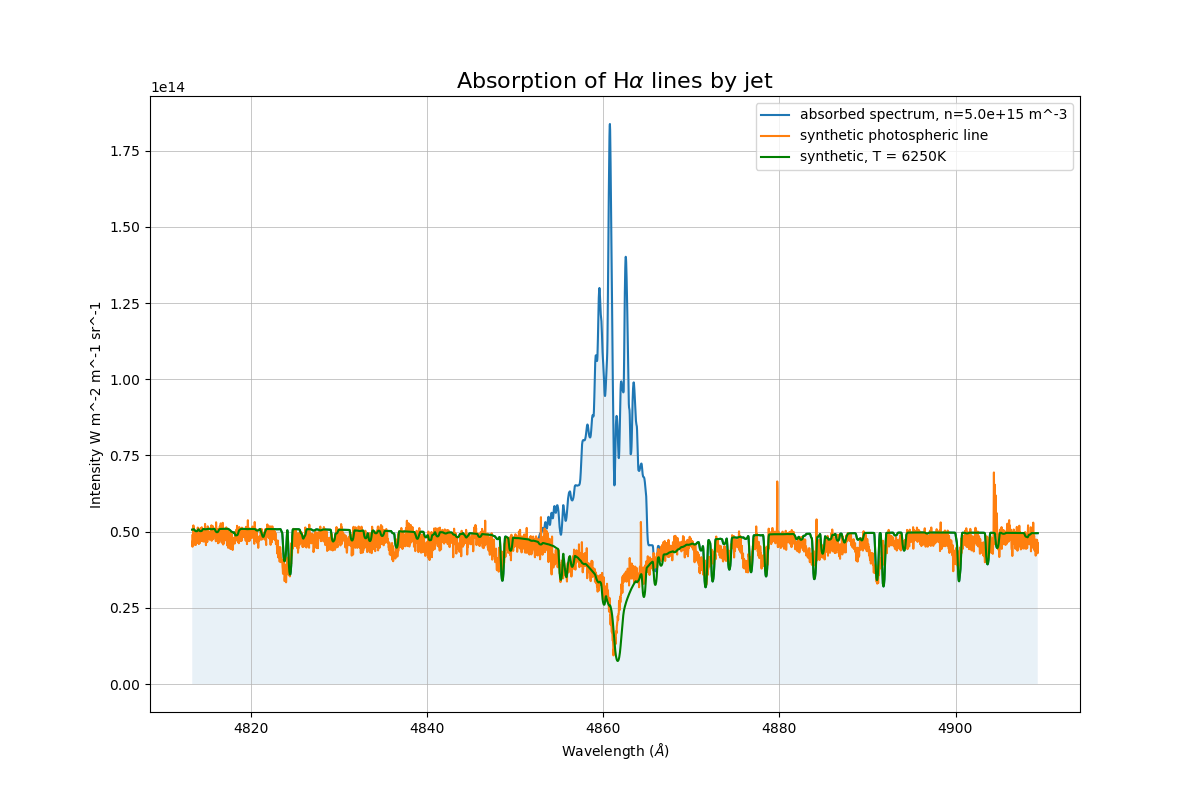 Absorption of Hα lines by jet
1e14
absorbed spectrum, n=5.0e+15 m^-3
synthetic photospheric line
synthetic, T = 6250K
1.75
1.50
1.25
1.00
0.75
0.50
0.25
0.00
Intensity W m^-2 m^-1 sr^-1
4820 4840 4860 4880 4900
Wavelength (Å)